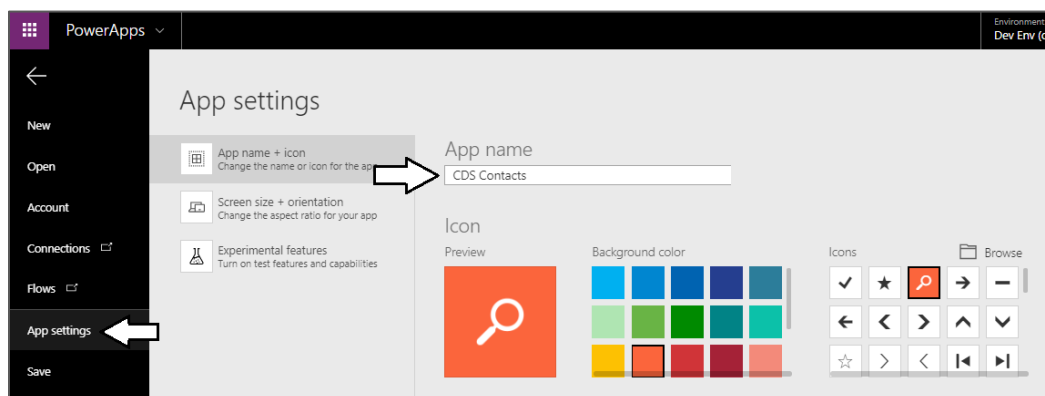 PowerApps
Environment
Dev Env (
New
Open
Account
Connections
Flows
App settings
Save
App settings
App name + icon
Change the name or icon for the app
Screen size + orientation
Change the aspect ratio for your app
Experimental features
Turn on test features and capabilities
App name
CDS Contacts
Icon
Preview
Background color
Icons
Browse